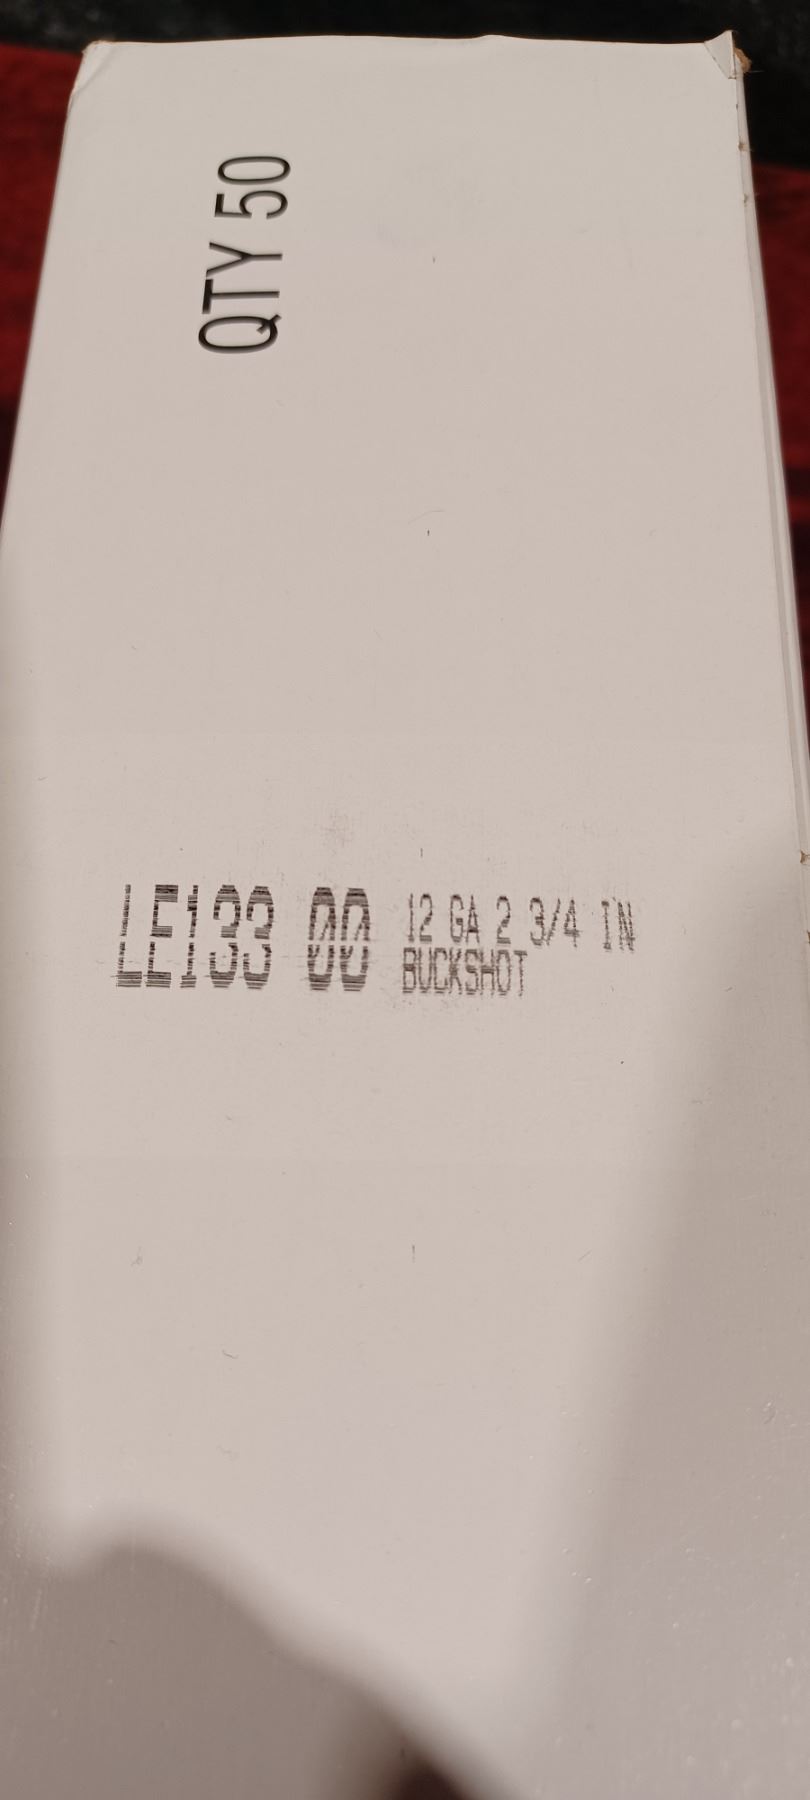 QTY 50
LE133 00 12 GA 2 3/4 IN
BUCKSHOT